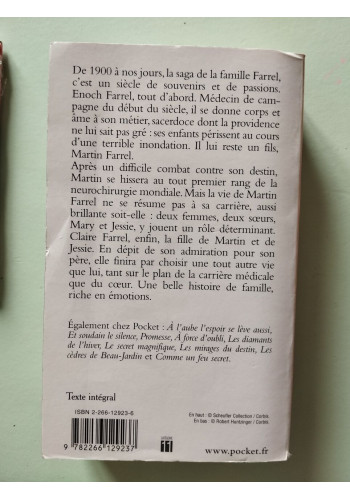 De 1900 à nos jours, la saga de la famille Farrel,
c'est un siècle de souvenirs et de passions.
Enoch Farrel, tout d'abord. Médecin de cam-
pagne du début du siècle, il se donne corps et
âme à son métier, sacerdoce dont la providence
ne lui sait pas gré : ses enfants périssent au cours
d'une terrible inondation. Il lui reste un fils,
Martin Farrel.
Après un difficile combat contre son destin,
Martin se hissera au tout premier rang de la
neurochirurgie mondiale. Mais la vie de Martin
Farrel ne se résume pas à sa carrière, aussi
brillante soit-elle : deux femmes, deux sœurs,
Mary et Jessie, y jouent un rôle déterminant.
Claire Farrel, enfin, la fille de Martin et de
Jessie. En dépit de son admiration pour son
père, elle finira par choisir une tout autre vie
que lui, tant sur le plan de la carrière médicale
que du cœur. Une belle histoire de famille,
riche en émotions.
Également chez Pocket : À l'aube l'espoir se lève aussi,
Et soudain le silence, Promesse, À force d'oubli, Les diamants
de l'hiver, Le secret magnifique, Les mirages du destin, Les
cèdres de Beau-Jardin et Comme un feu secret.
Texte intégral
ISBN 2-266-12923-6
En haut : © Scheufler Collection / Corbis.
En bas : © Robert Hentzinger / Corbis.
9 782266 129237
www.pocket.fr